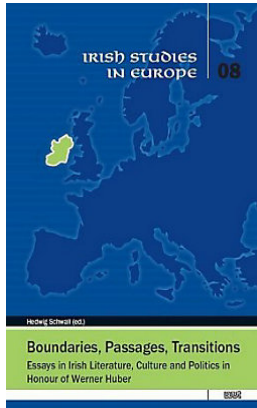 IRISH STUDIES
IN EUROPE
08
Hedwig Schwall (ed.)
Boundaries, Passages, Transitions
Essays in Irish Literature, Culture and Politics in
Honour of Werner Huber